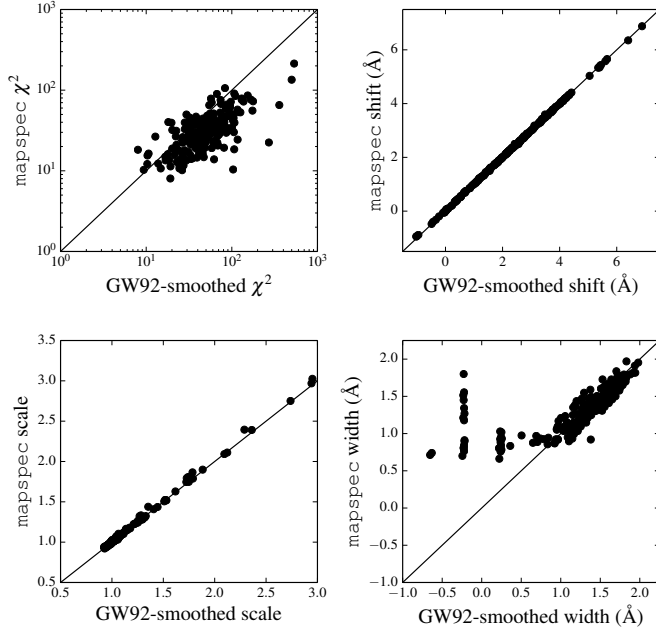 10³
10²
10¹
10⁰
mapspec χ²
10⁰ 10¹ 10² 10³
GW92-smoothed χ²
6
4
2
0
mapspec shift (Å)
0 2 4 6
GW92-smoothed shift (Å)
3.5
3.0
2.5
2.0
1.5
1.0
0.5
mapspec scale
0.5 1.0 1.5 2.0 2.5 3.0
GW92-smoothed scale
2.0
1.5
1.0
0.5
0.0
−0.5
−1.0
mapspec width (Å)
−1.0 −0.5 0.0 0.5 1.0 1.5 2.0
GW92-smoothed width (Å)